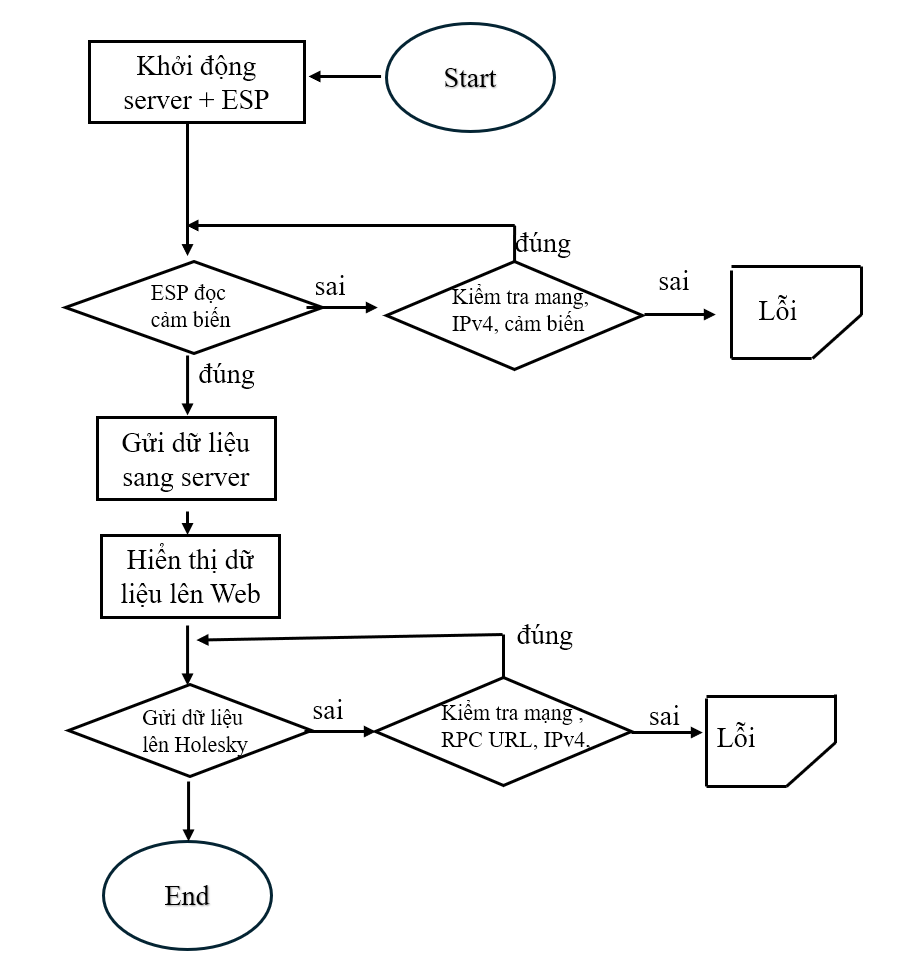 Khởi động
server + ESP
Start
đúng
ESP đọc
cảm biến
sai
Kiểm tra mang,
IPv4, cảm biến
sai
Lỗi
đúng
Gửi dữ liệu
sang server
Hiển thị dữ
liệu lên Web
đúng
Gửi dữ liệu
lên Holesky
sai
Kiểm tra mạng ,
RPC URL, IPv4.
sai
Lỗi
End